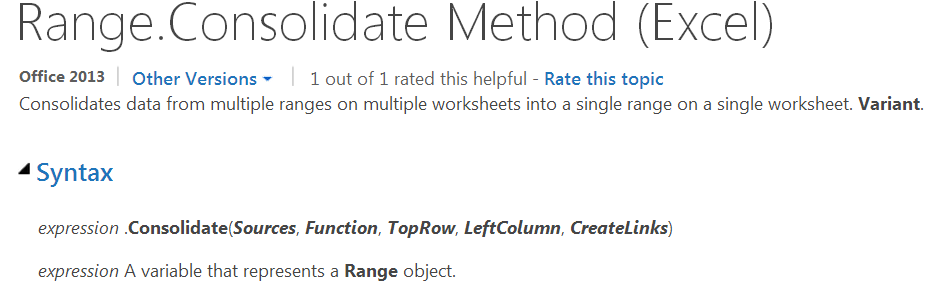 Range.Consolidate Method (Excel)
Office 2013 | Other Versions | 1 out of 1 rated this helpful - Rate this topic
Consolidates data from multiple ranges on multiple worksheets into a single range on a single worksheet. Variant.
Syntax
expression .Consolidate(Sources, Function, TopRow, LeftColumn, CreateLinks)
expression A variable that represents a Range object.